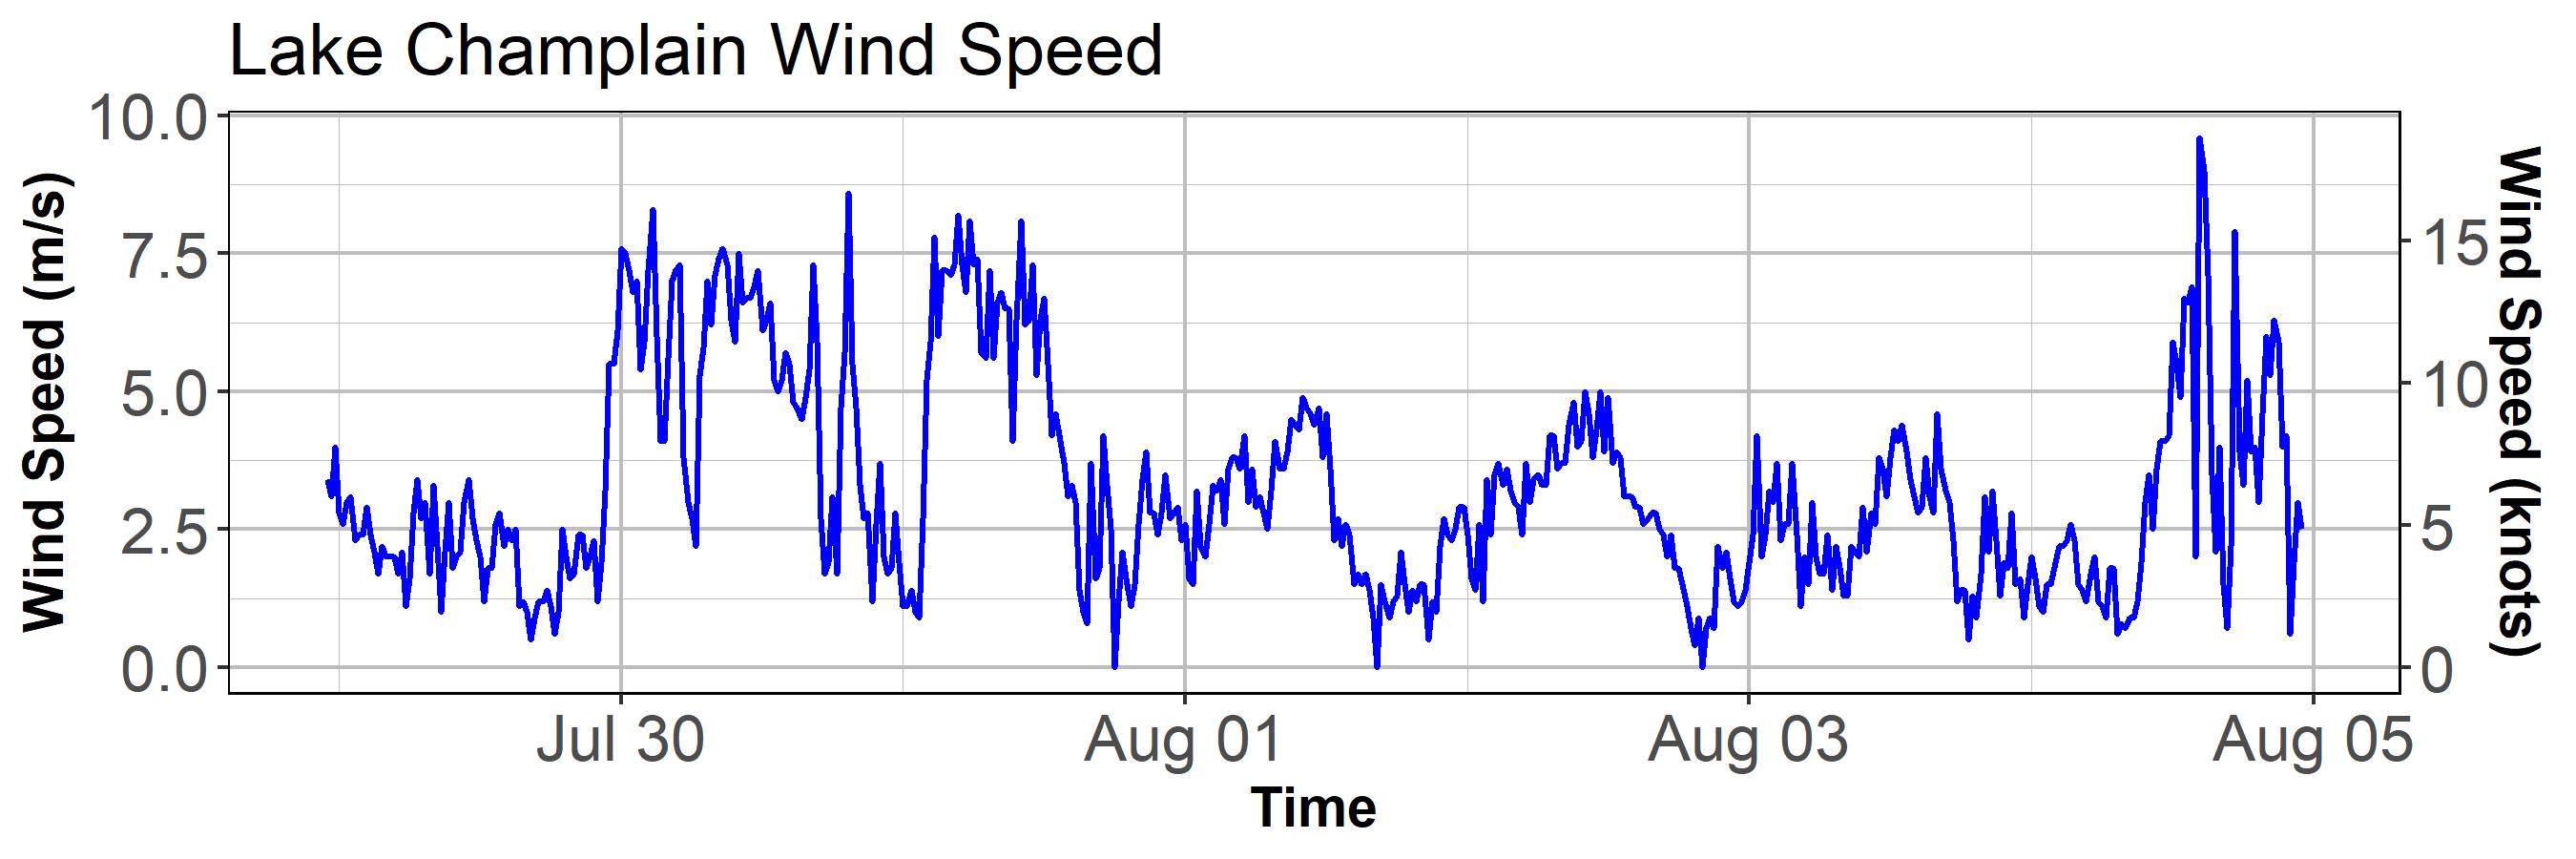 Lake Champlain Wind Speed
10.0
7.5
5.0
2.5
0.0
Wind Speed (m/s)
15
10
5
0
Wind Speed (knots)
Jul 30
Aug 01
Aug 03
Aug 05
Time